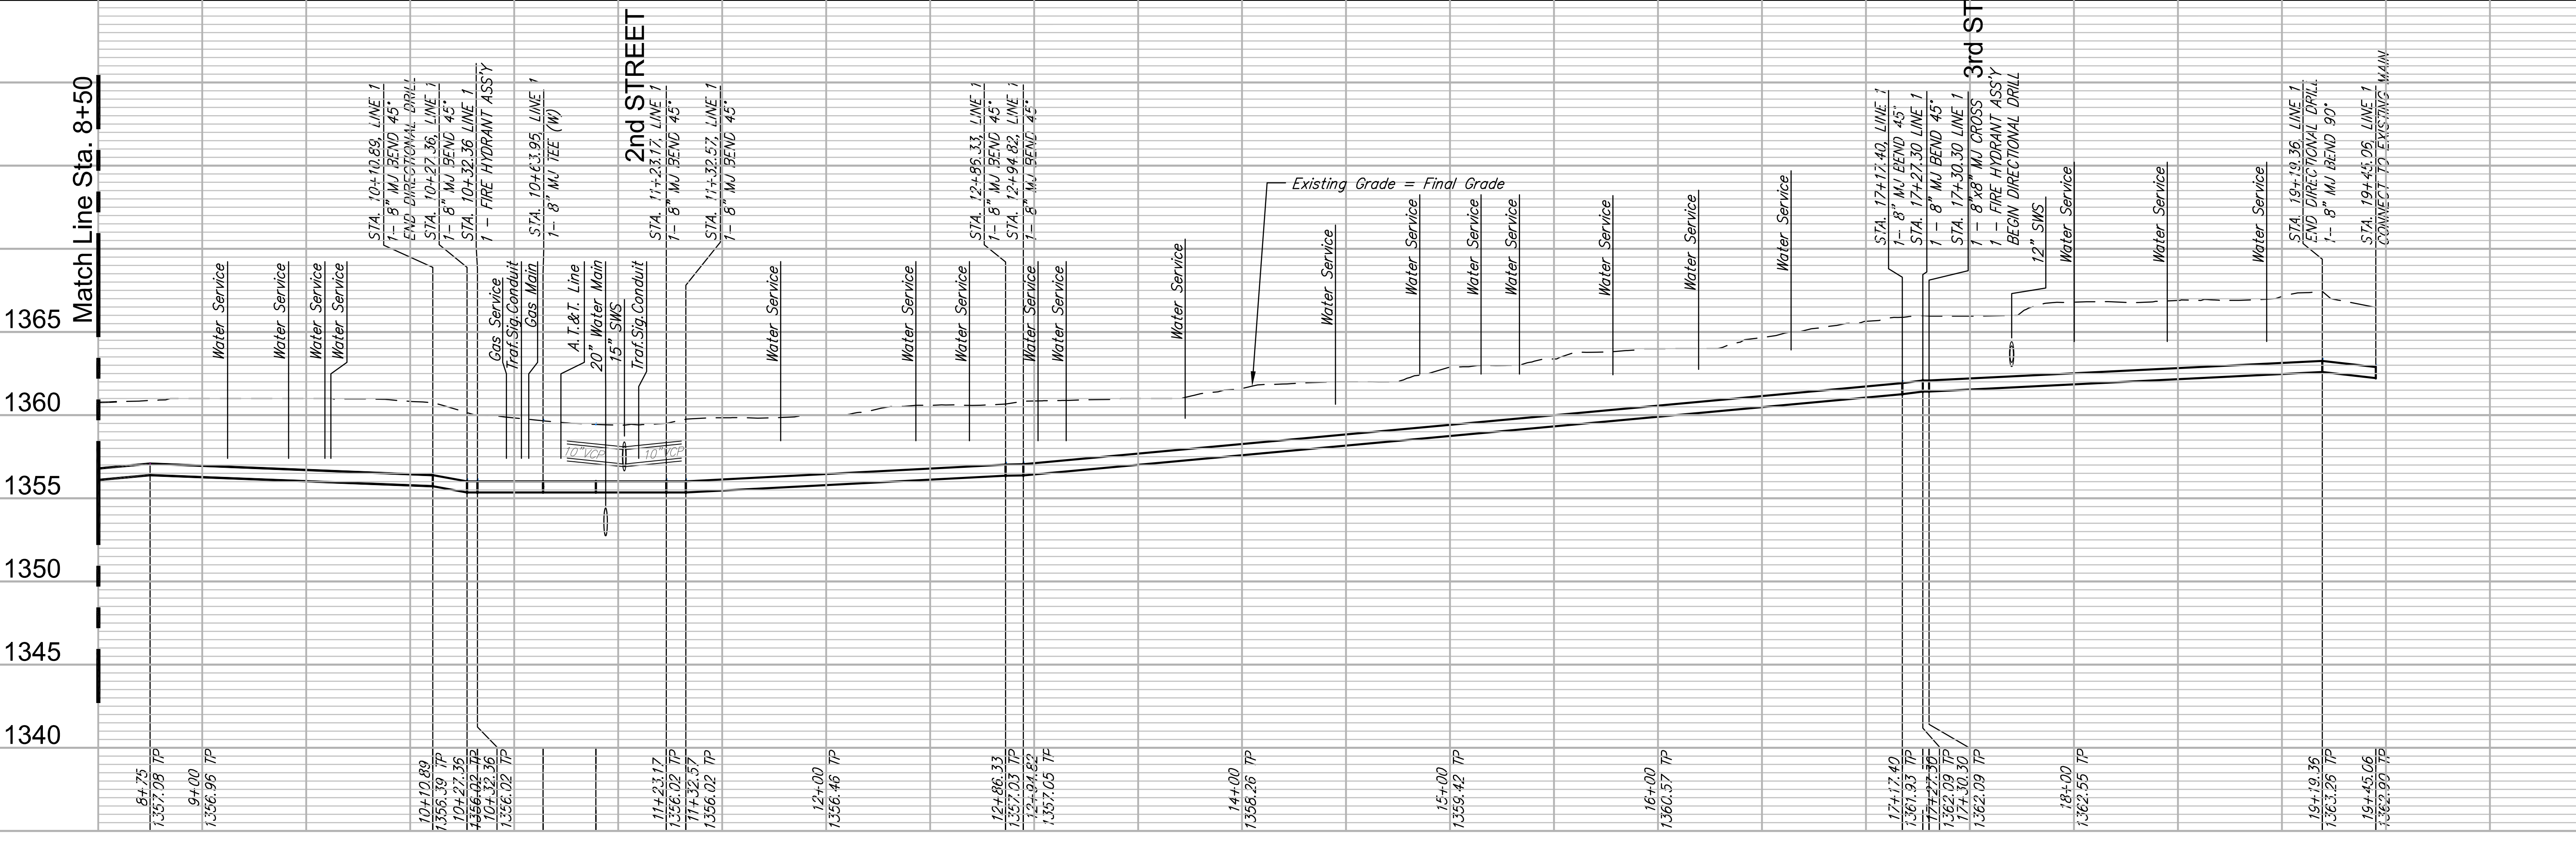 Match Line Sta. 8+50
2nd STREET
3rd ST
STA. 10+10.89, LINE 1
1- 8" MJ BEND 45°
END DIRECTIONAL DRILL
STA. 10+27.36, LINE 1
1- 8" MJ BEND 45°
STA. 10+32.36 LINE 1
1 - FIRE HYDRANT ASS'Y
STA. 10+63.95, LINE 1
1- 8" MJ TEE (W)
STA. 11+23.17, LINE 1
1- 8" MJ BEND 45°
STA. 11+32.57, LINE 1
1- 8" MJ BEND 45°
STA. 12+86.33, LINE 1
1- 8" MJ BEND 45°
STA. 12+94.82, LINE 1
1- 8" MJ BEND 45°
STA. 17+17.40, LINE 1
1- 8" MJ BEND 45°
STA. 17+27.30 LINE 1
1 - 8" MJ BEND 45°
STA. 17+30.30 LINE 1
1 - 8"x8" MJ CROSS
1 - FIRE HYDRANT ASS'Y
BEGIN DIRECTIONAL DRILL
STA. 19+19.36, LINE 1
END DIRECTIONAL DRILL
1- 8" MJ BEND 90°
STA. 19+45.06, LINE 1
CONNECT TO EXISTING MAIN
Existing Grade = Final Grade
Water Service
Water Service
Water Service
Water Service
Gas Service
Traf.Sig.Conduit
Gas Main
A.T.&T. Line
20" Water Main
15" SWS
Traf.Sig.Conduit
Water Service
Water Service
Water Service
Water Service
Water Service
Water Service
Water Service
Water Service
Water Service
Water Service
Water Service
Water Service
Water Service
12" SWS
Water Service
Water Service
Water Service
10"VCP
10"VCP
1365
1360
1355
1350
1345
1340
8+75
1357.08 TP
9+00
1356.96 TP
10+10.89
1356.39 TP
10+27.36
1356.02 TP
10+32.36
1356.02 TP
11+23.17
1356.02 TP
11+32.57
1356.02 TP
12+00
1356.46 TP
12+86.33
1357.03 TP
12+94.82
1357.05 TP
14+00
1358.26 TP
15+00
1359.42 TP
16+00
1360.57 TP
17+17.40
1361.93 TP
17+27.30
1362.09 TP
17+30.30
1362.09 TP
18+00
1362.55 TP
19+19.36
1363.26 TP
19+45.06
1362.90 TP